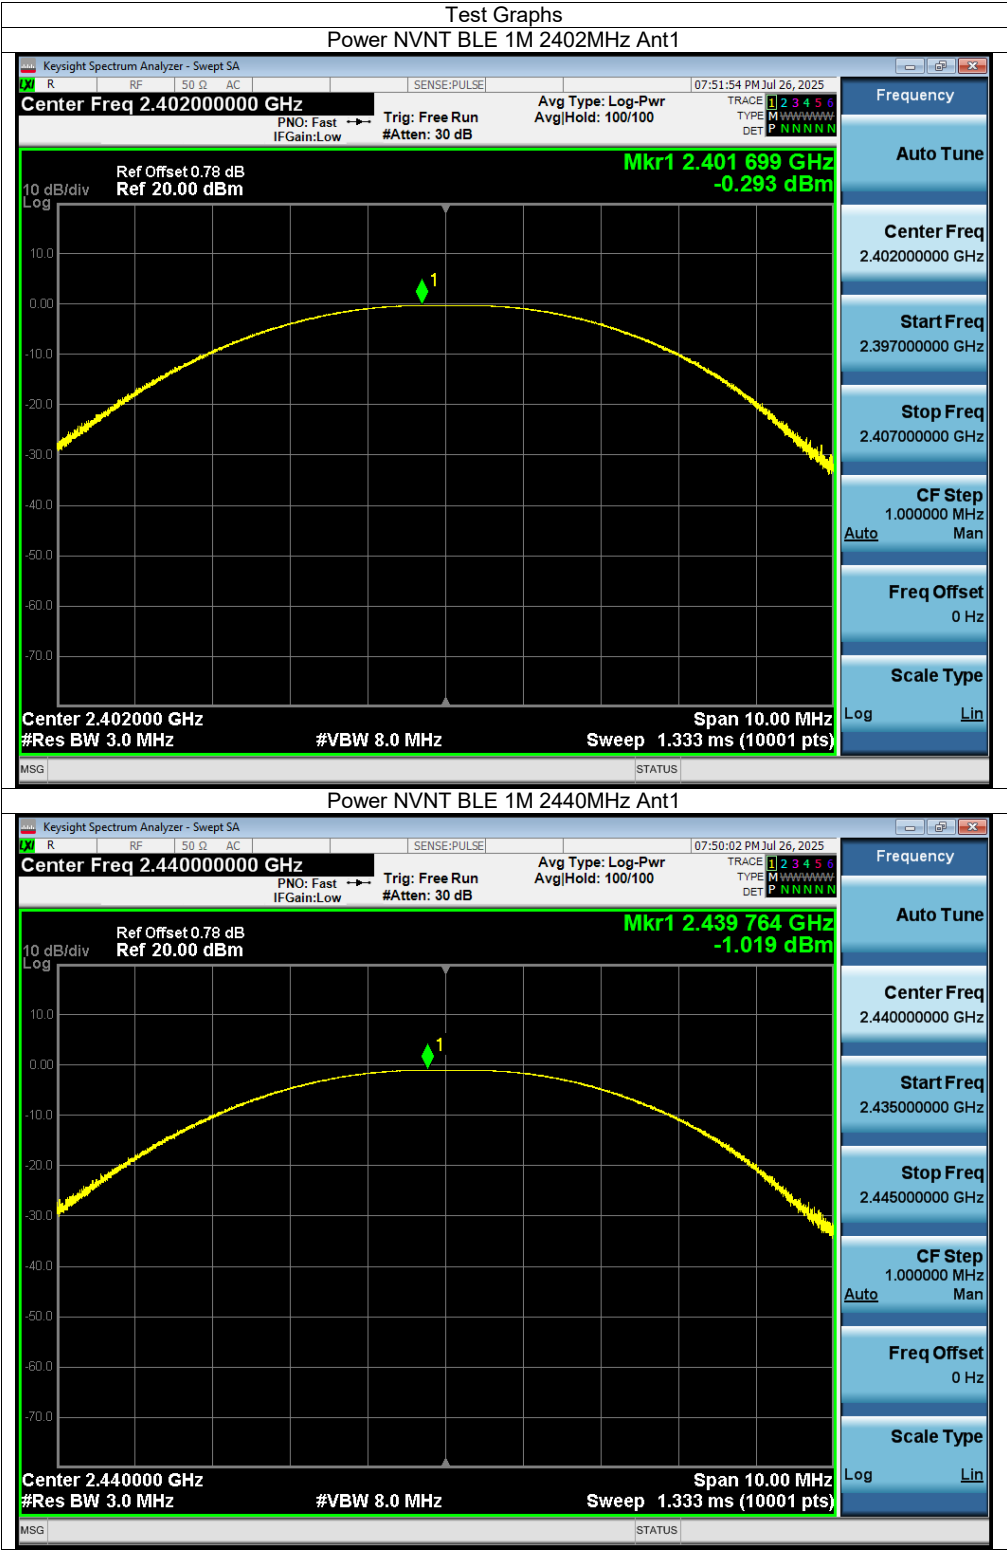 Test Graphs
Power NVNT BLE 1M 2402MHz Ant1
Keysight Spectrum Analyzer - Swept SA
LXI R RF 50 Ω AC SENSE:PULSE 07:51:54 PM Jul 26, 2025
Center Freq 2.402000000 GHz
PNO: Fast
IFGain:Low
Trig: Free Run
#Atten: 30 dB
Avg Type: Log-Pwr
Avg|Hold: 100/100
TRACE 1 2 3 4 5 6
TYPE M WWWWW
DET P N N N N N
Frequency
Mkr1 2.401 699 GHz
-0.293 dBm
Ref Offset 0.78 dB
10 dB/div Ref 20.00 dBm
Log
10.0
0.00
-10.0
-20.0
-30.0
-40.0
-50.0
-60.0
-70.0
1
Center 2.402000 GHz Span 10.00 MHz
#Res BW 3.0 MHz #VBW 8.0 MHz Sweep 1.333 ms (10001 pts)
Auto Tune
Center Freq
2.402000000 GHz
Start Freq
2.397000000 GHz
Stop Freq
2.407000000 GHz
CF Step
1.000000 MHz
Auto Man
Freq Offset
0 Hz
Scale Type
Log Lin
MSG STATUS
Power NVNT BLE 1M 2440MHz Ant1
Keysight Spectrum Analyzer - Swept SA
LXI R RF 50 Ω AC SENSE:PULSE 07:50:02 PM Jul 26, 2025
Center Freq 2.440000000 GHz
PNO: Fast
IFGain:Low
Trig: Free Run
#Atten: 30 dB
Avg Type: Log-Pwr
Avg|Hold: 100/100
TRACE 1 2 3 4 5 6
TYPE M WWWWW
DET P N N N N N
Frequency
Mkr1 2.439 764 GHz
-1.019 dBm
Ref Offset 0.78 dB
10 dB/div Ref 20.00 dBm
Log
10.0
0.00
-10.0
-20.0
-30.0
-40.0
-50.0
-60.0
-70.0
1
Center 2.440000 GHz Span 10.00 MHz
#Res BW 3.0 MHz #VBW 8.0 MHz Sweep 1.333 ms (10001 pts)
Auto Tune
Center Freq
2.440000000 GHz
Start Freq
2.435000000 GHz
Stop Freq
2.445000000 GHz
CF Step
1.000000 MHz
Auto Man
Freq Offset
0 Hz
Scale Type
Log Lin
MSG STATUS